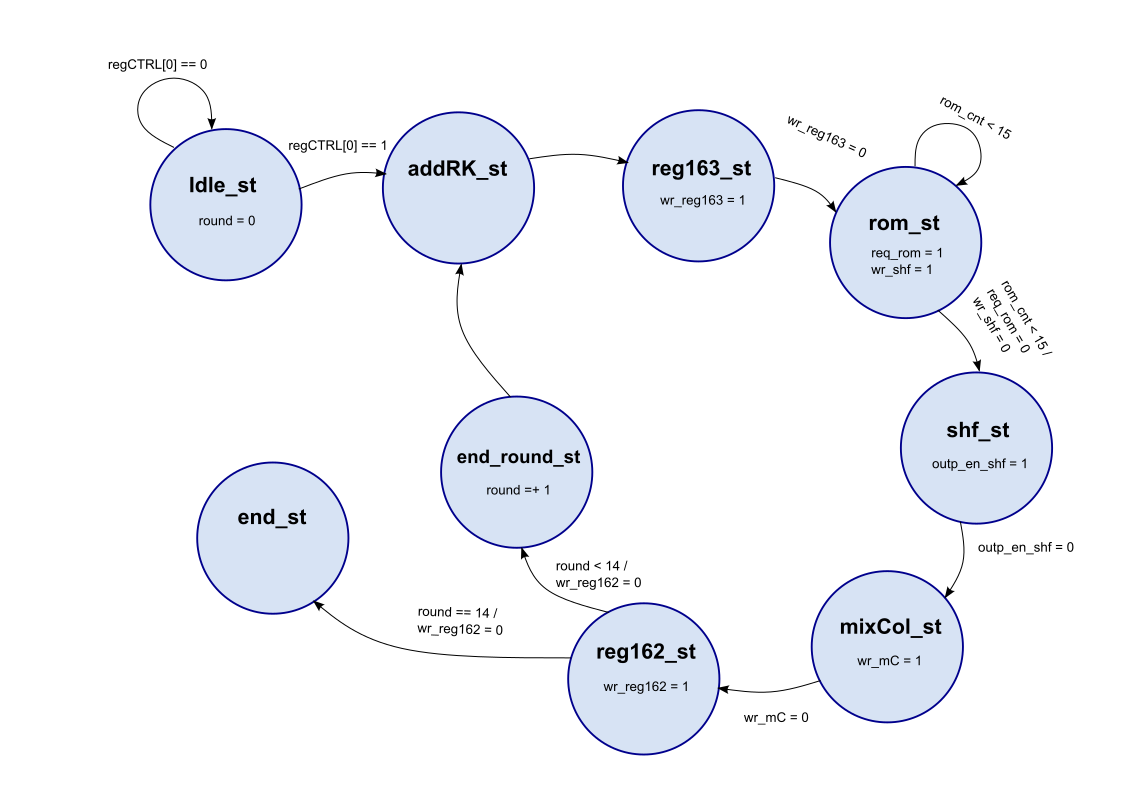 regCTRL[0] == 0
Idle_st
round = 0
regCTRL[0] == 1
addRK_st
reg163_st
wr_reg163 = 1
wr_reg163 = 0
rom_cnt < 15
rom_st
req_rom = 1
wr_shf = 1
rom_cnt < 15 /
req_rom = 0
wr_shf = 0
shf_st
outp_en_shf = 1
outp_en_shf = 0
mixCol_st
wr_mC = 1
wr_mC = 0
reg162_st
wr_reg162 = 1
round < 14 /
wr_reg162 = 0
end_round_st
round =+ 1
round == 14 /
wr_reg162 = 0
end_st